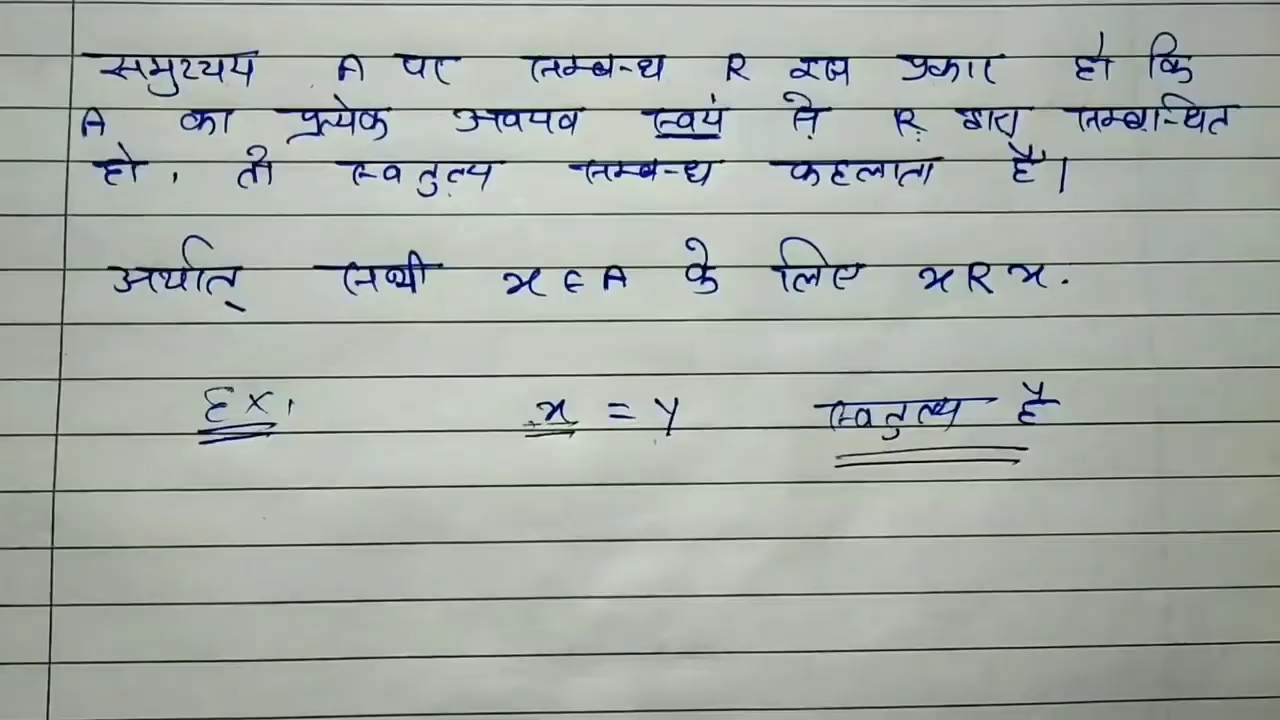 समुच्चय A पर सम्बन्ध R इस प्रकार हो कि
A का प्रत्येक अवयव स्वयं से R द्वारा सम्बन्धित
हो, तो स्वतुल्य सम्बन्ध कहलाता है।
अर्थात् सभी x ∈ A के लिए x R x.
Ex, x = y स्वतुल्य है